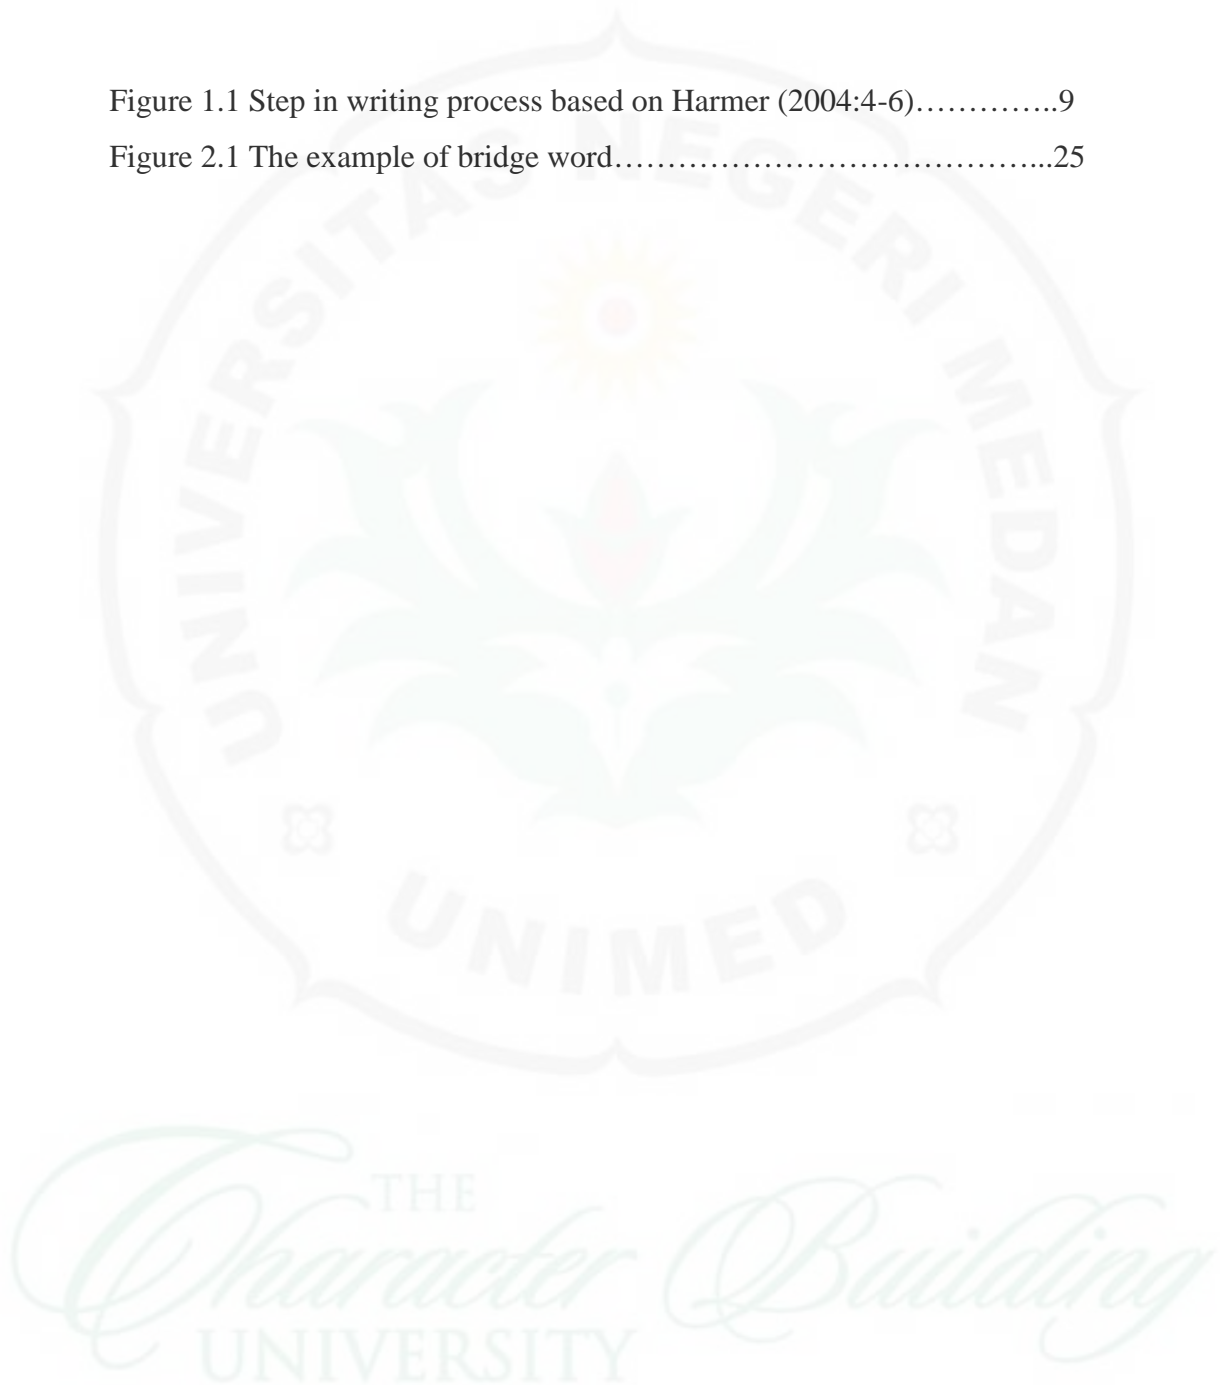 Figure 1.1 Step in writing process based on Harmer (2004:4-6)…………..9
Figure 2.1 The example of bridge word…………………………………...25
UNIVERSITAS NEGERI MEDAN
UNIMED
THE
Character Building
UNIVERSITY